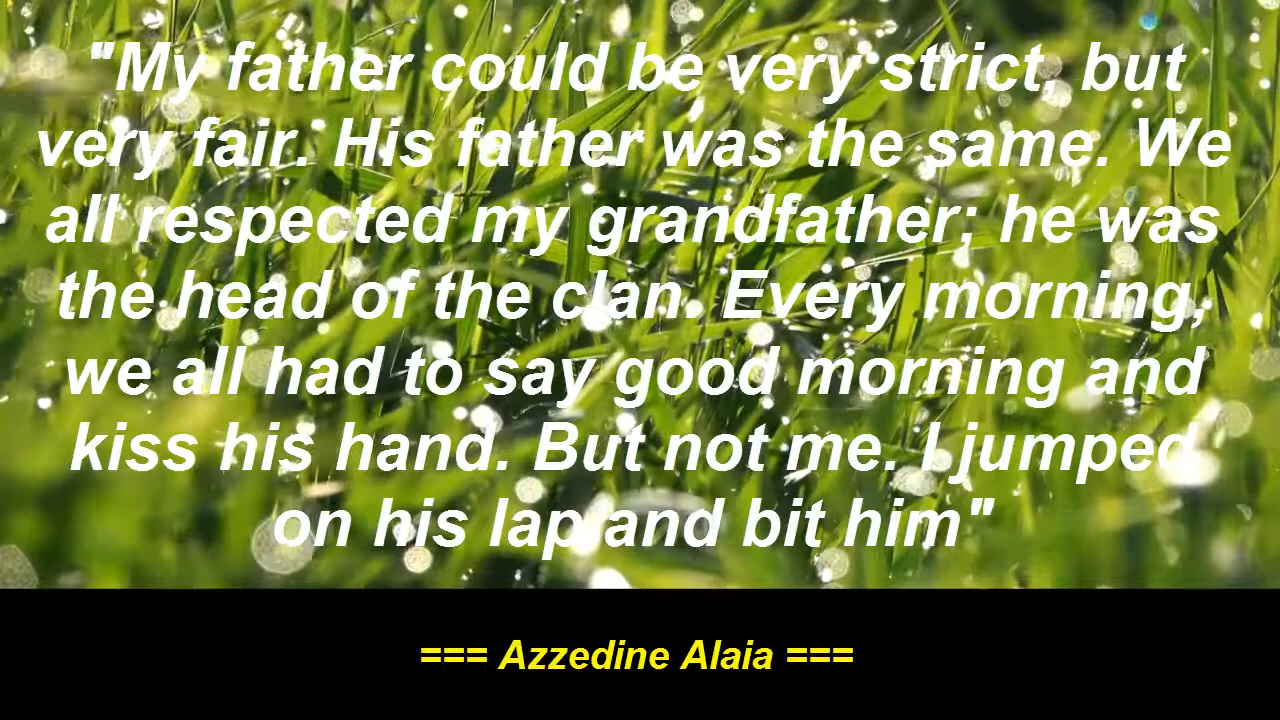 "My father could be very strict, but
very fair. His father was the same. We
all respected my grandfather; he was
the head of the clan. Every morning,
we all had to say good morning and
kiss his hand. But not me. I jumped
on his lap and bit him"
=== Azzedine Alaia ===